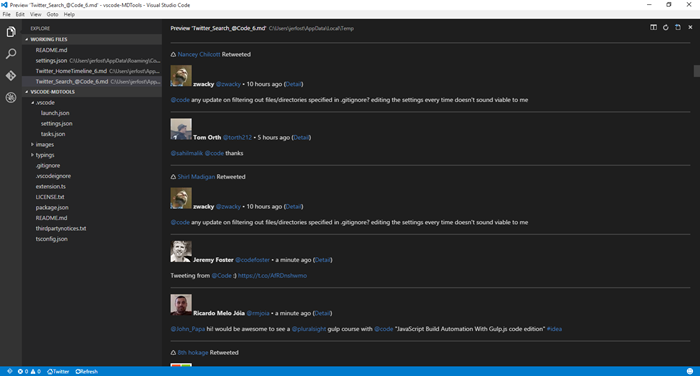 Preview 'Twitter_Search_@Code_6.md' - vscode-MDTools - Visual Studio Code
File Edit View Goto Help
EXPLORE
WORKING FILES
README.md
settings.json C:\Users\jerfost\AppData\Roaming\Co...
Twitter_HomeTimeline_6.md C:\Users\jerfost\App...
Twitter_Search_@Code_6.md C:\Users\jerfost\App...
VSCODE-MDTOOLS
.vscode
launch.json
settings.json
tasks.json
images
typings
.gitignore
.vscodeignore
extension.ts
LICENSE.txt
package.json
README.md
thirdpartynotices.txt
tsconfig.json
Preview 'Twitter_Search_@Code_6.md' C:\Users\jerfost\AppData\Local\Temp
Nancey Chilcott Retweeted
zwacky @zwacky • 10 hours ago (Detail)
@code any update on filtering out files/directories specified in .gitignore? editing the settings every time doesn't sound viable to me
Tom Orth @torth212 • 5 hours ago (Detail)
@sahilmalik @code thanks
Shiri Madigan Retweeted
zwacky @zwacky • 10 hours ago (Detail)
@code any update on filtering out files/directories specified in .gitignore? editing the settings every time doesn't sound viable to me
Jeremy Foster @codefoster • a minute ago (Detail)
Tweeting from @Code :) https://t.co/AfRDnshwmo
Ricardo Melo Jóia @rmjoia • a minute ago (Detail)
@John_Papa hi! would be awesome to see a @pluralsight gulp course with @code "JavaScript Build Automation With Gulp.js code edition" #idea
8th hokage Retweeted
0 0 Twitter Refresh